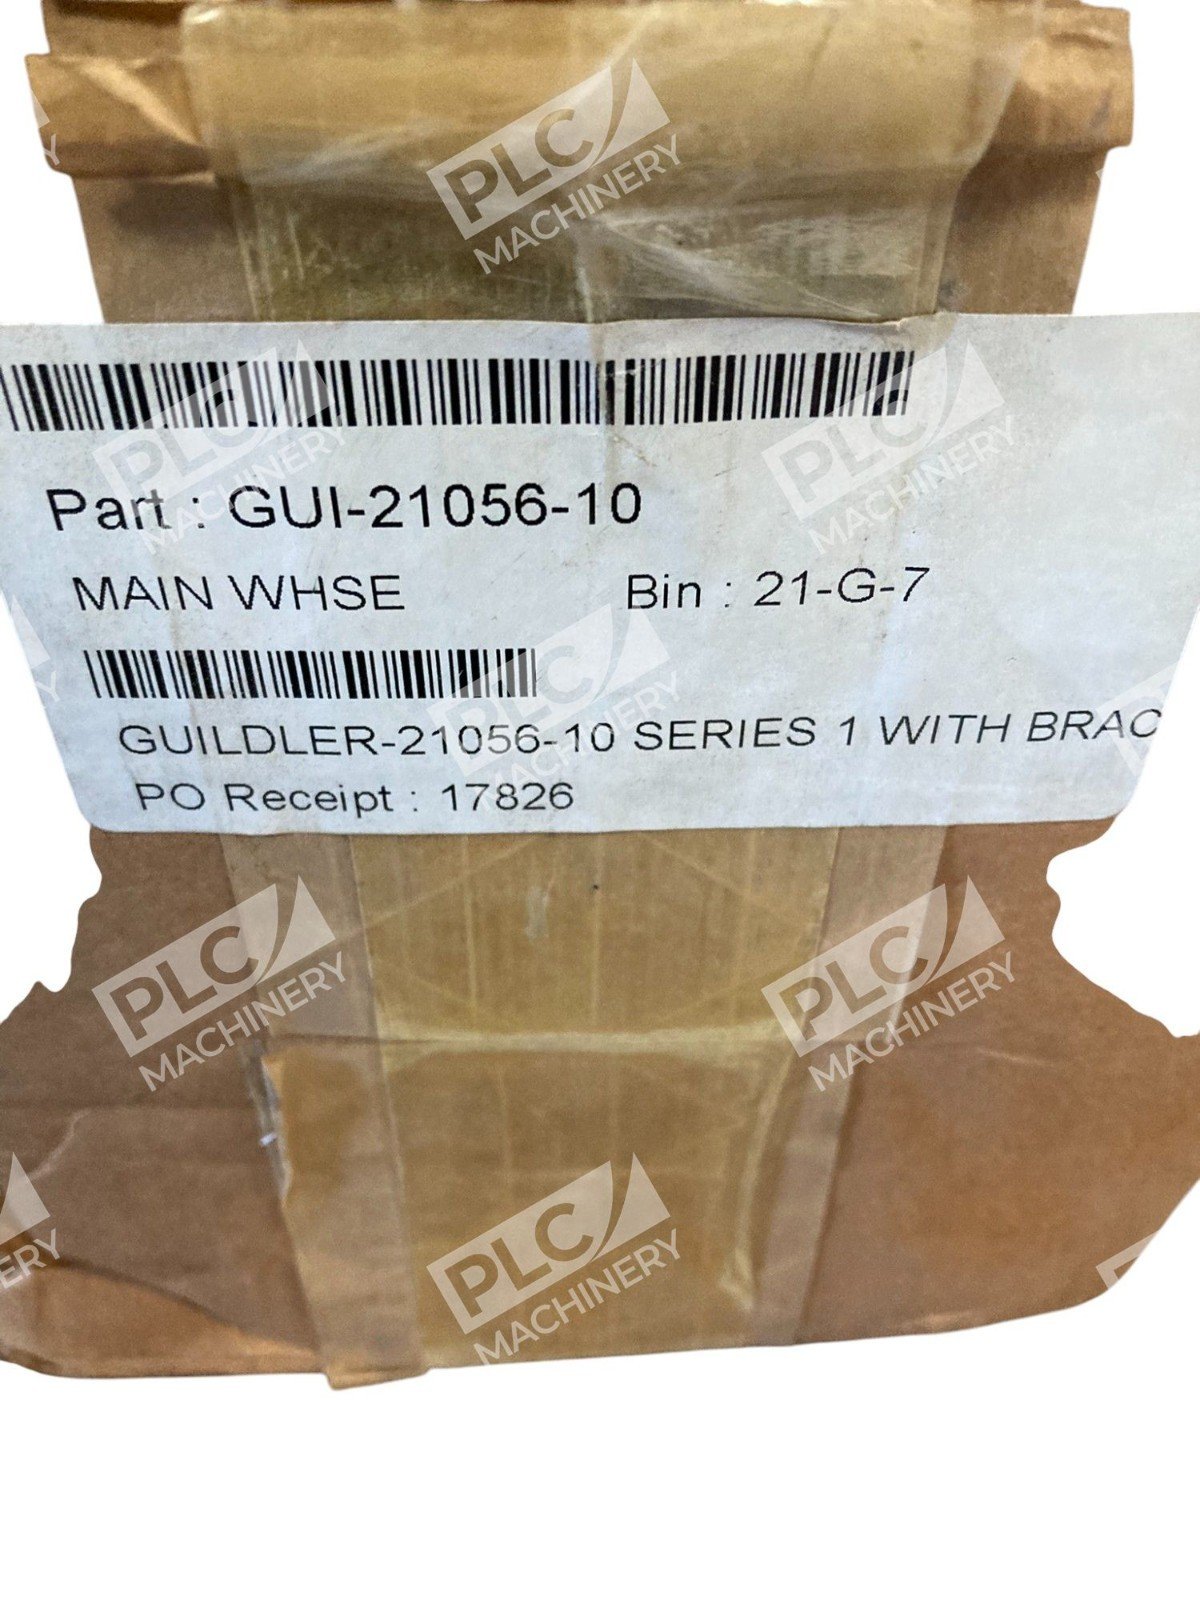 PLC MACHINERY
Part : GUI-21056-10
MAIN WHSE Bin : 21-G-7
GUILDLER-21056-10 SERIES 1 WITH BRAC
PO Receipt : 17826